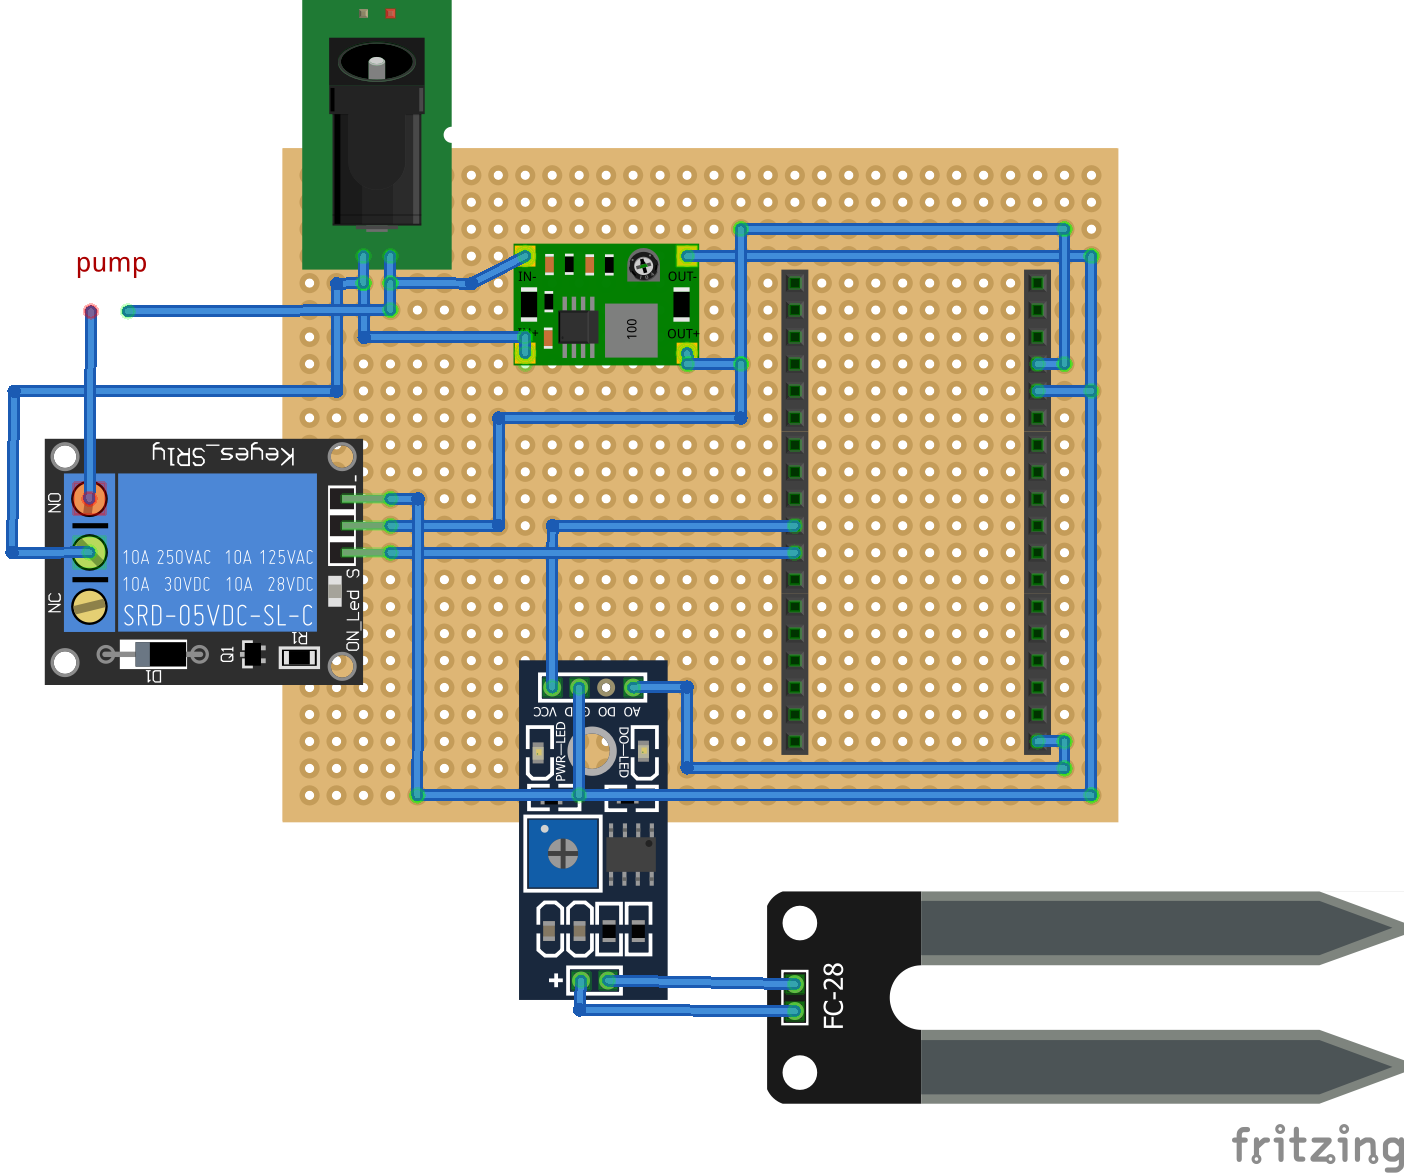 pump
IN-
OUT-
100
IN+
OUT+
Keyes_SR1y
-
NO
10A 250VAC 10A 125VAC
10A 30VDC 10A 28VDC
SRD-05VDC-SL-C
NC
S
ON_Led
Q1
R1
D1
VCC
GND
DO
AO
PWR-LED
DO-LED
+
FC-28
fritzing